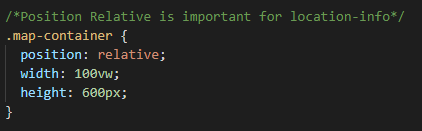 /*Position Relative is important for location-info*/
.map-container {
  position: relative;
  width: 100vw;
  height: 600px;
}